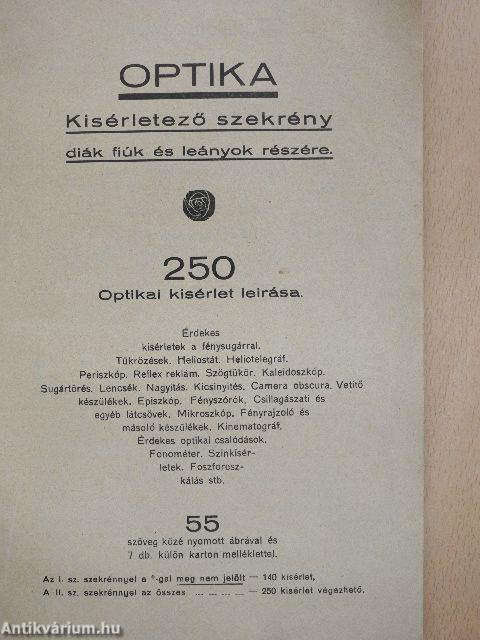 OPTIKA
Kisérletező szekrény
diák fiúk és leányok részére.
250
Optikai kisérlet leirása.
Érdekes
kisérletek a fénysugárral.
Tükrözések. Heliostát. Heliotelegráf.
Periszkóp. Reflex reklám. Szögtükör. Kaleidoszkóp.
Sugártörés. Lencsék. Nagyitás. Kicsinyités. Camera obscura. Vetitő
készülékek. Episzkóp. Fényszórók, Csillagászati és
egyéb látcsövek, Mikroszkóp. Fényrajzoló és
másoló készülékek. Kinematográf.
Érdekes optikai csalódások.
Fonométer. Szinkisér-
letek. Foszforesz-
kálás stb.
55
szöveg közé nyomott ábrával és
7 db. külön karton melléklettel.
Az I. sz. szekrénnyel a °-gal meg nem jelölt — 140 kisérlet,
A II. sz. szekrénnyel az összes — — — — 250 kisérlet végezhető.
Antikvárium.hu